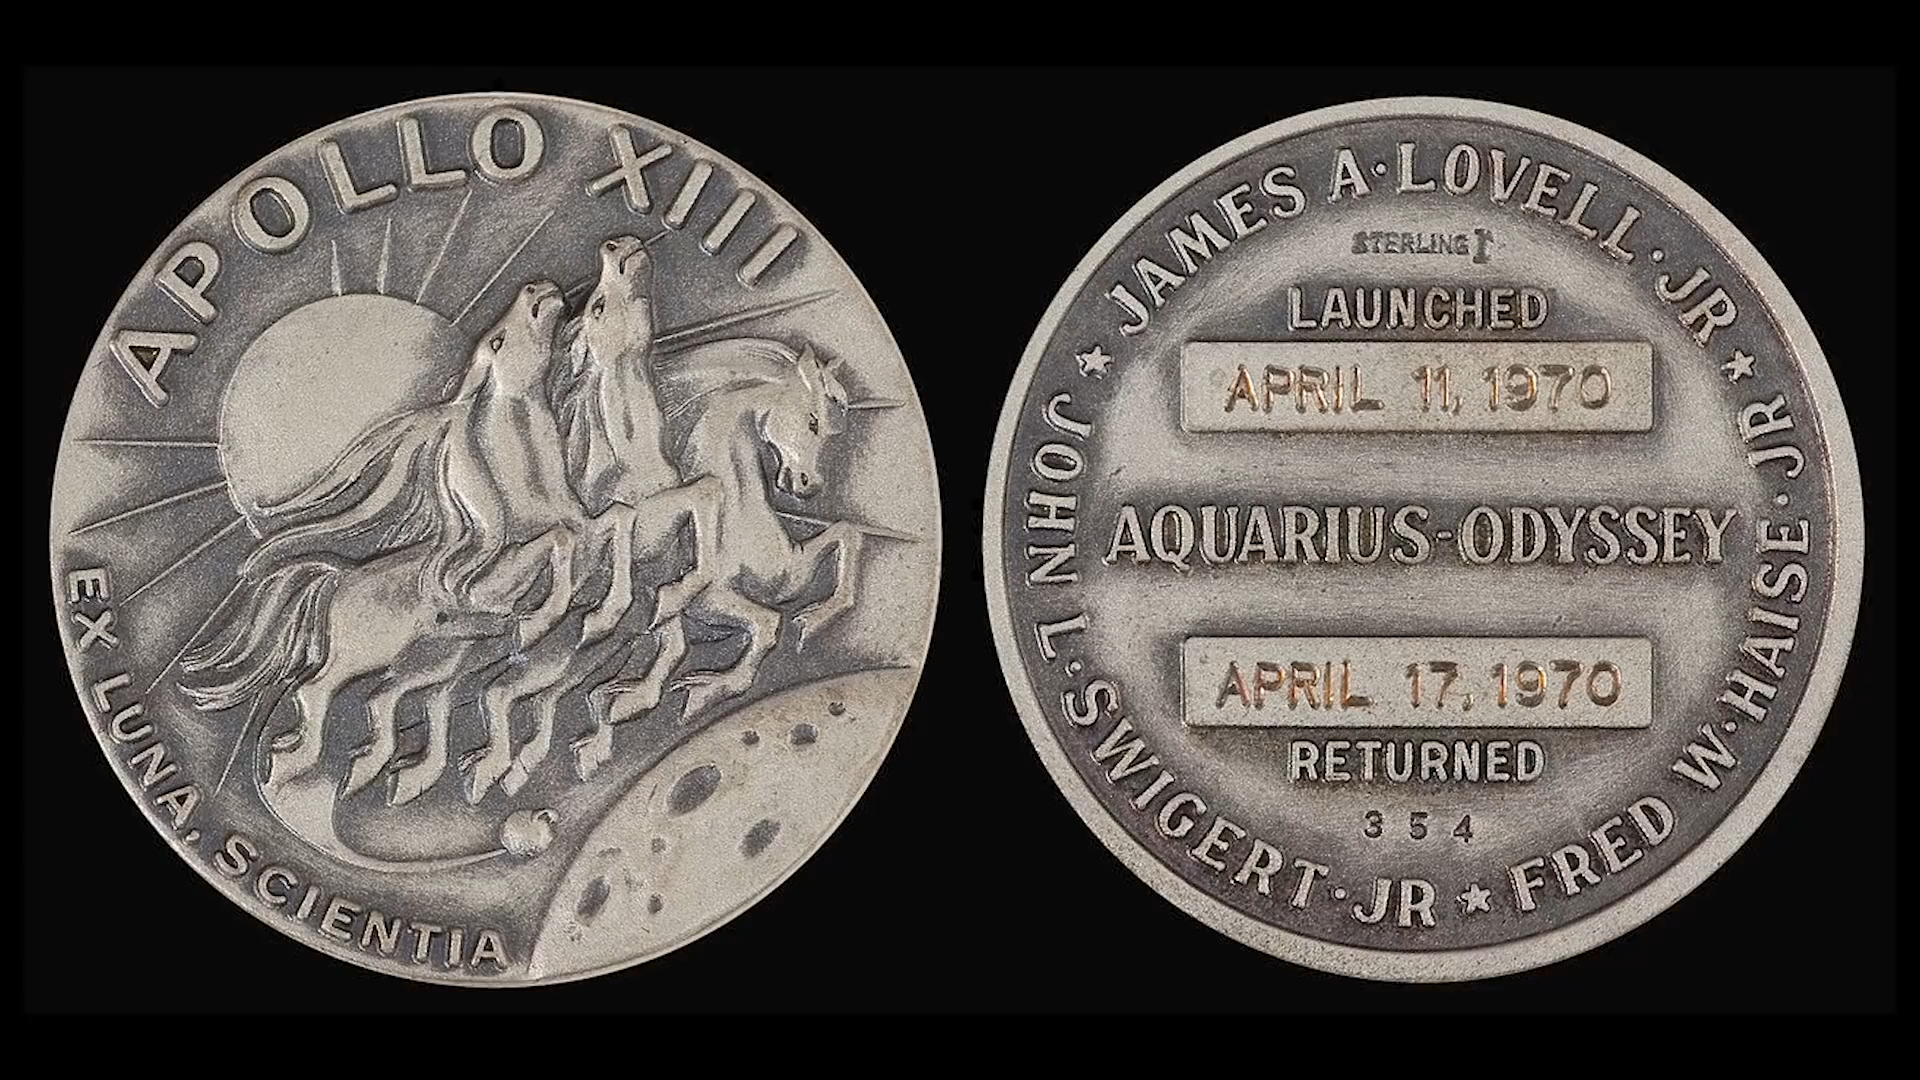 APOLLO XIII
EX LUNA, SCIENTIA
JAMES A·LOVELL·JR
STERLING
LAUNCHED
APRIL 11, 1970
AQUARIUS-ODYSSEY
APRIL 17, 1970
RETURNED
354
FRED W·HAISE·JR
JOHN L·SWIGERT·JR